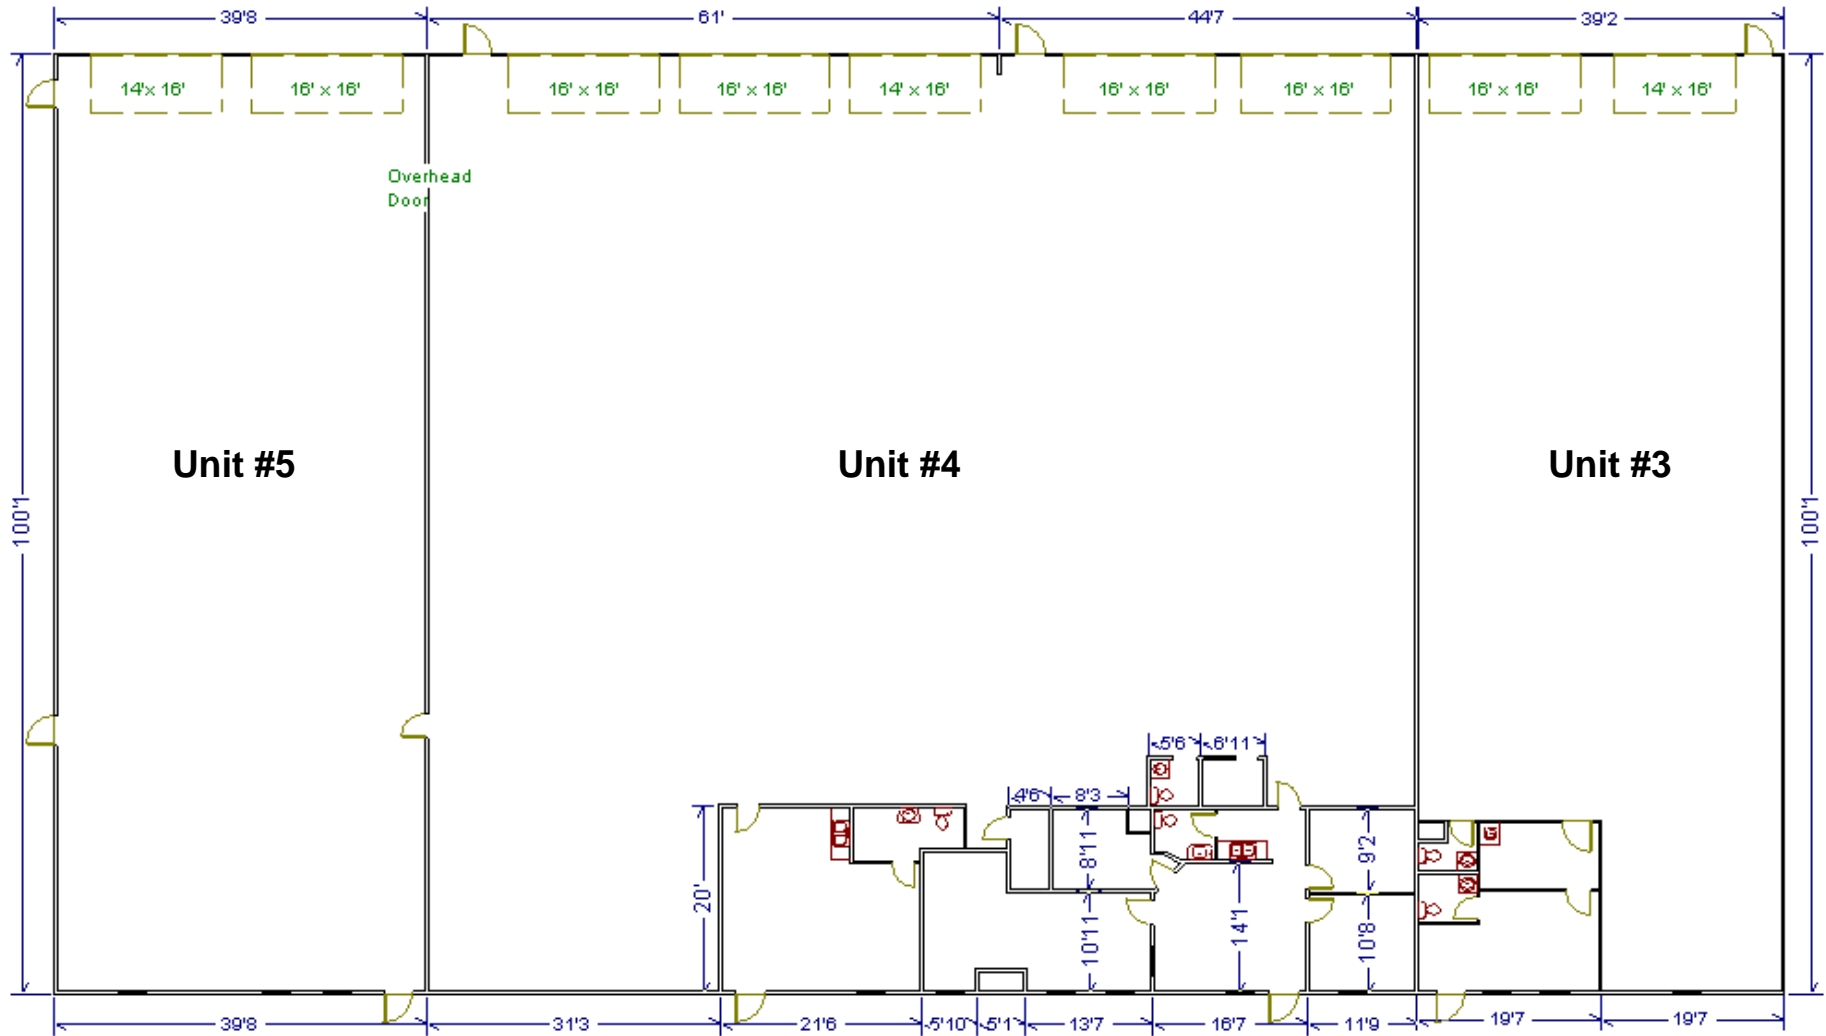 39'8 61' 44'7 39'2
14'x 16' 16' x 16' 16' x 16' 16' x 16' 14' x 16' 16' x 16' 16' x 16' 16' x 16' 14' x 16'
Overhead
Door
Unit #5 Unit #4 Unit #3
100'1 100'1
5'6 6'11
4'6 8'3
8'11 9'2
20' 10'11 14'1 10'8
39'8 31'3 21'6 5'10 5'1 13'7 16'7 11'9 19'7 19'7